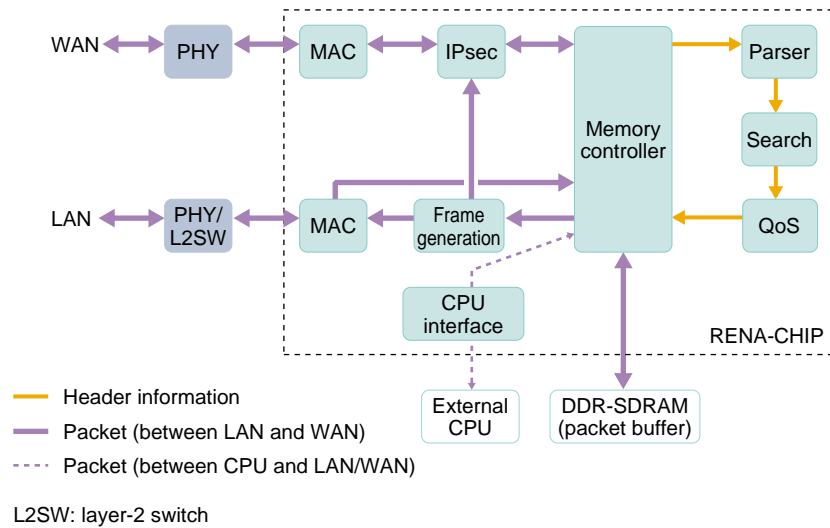 WAN
PHY
MAC
IPsec
Memory
controller
Parser
Search
QoS
LAN
PHY/
L2SW
MAC
Frame
generation
CPU
interface
RENA-CHIP
External
CPU
DDR-SDRAM
(packet buffer)
Header information
Packet (between LAN and WAN)
Packet (between CPU and LAN/WAN)
L2SW: layer-2 switch